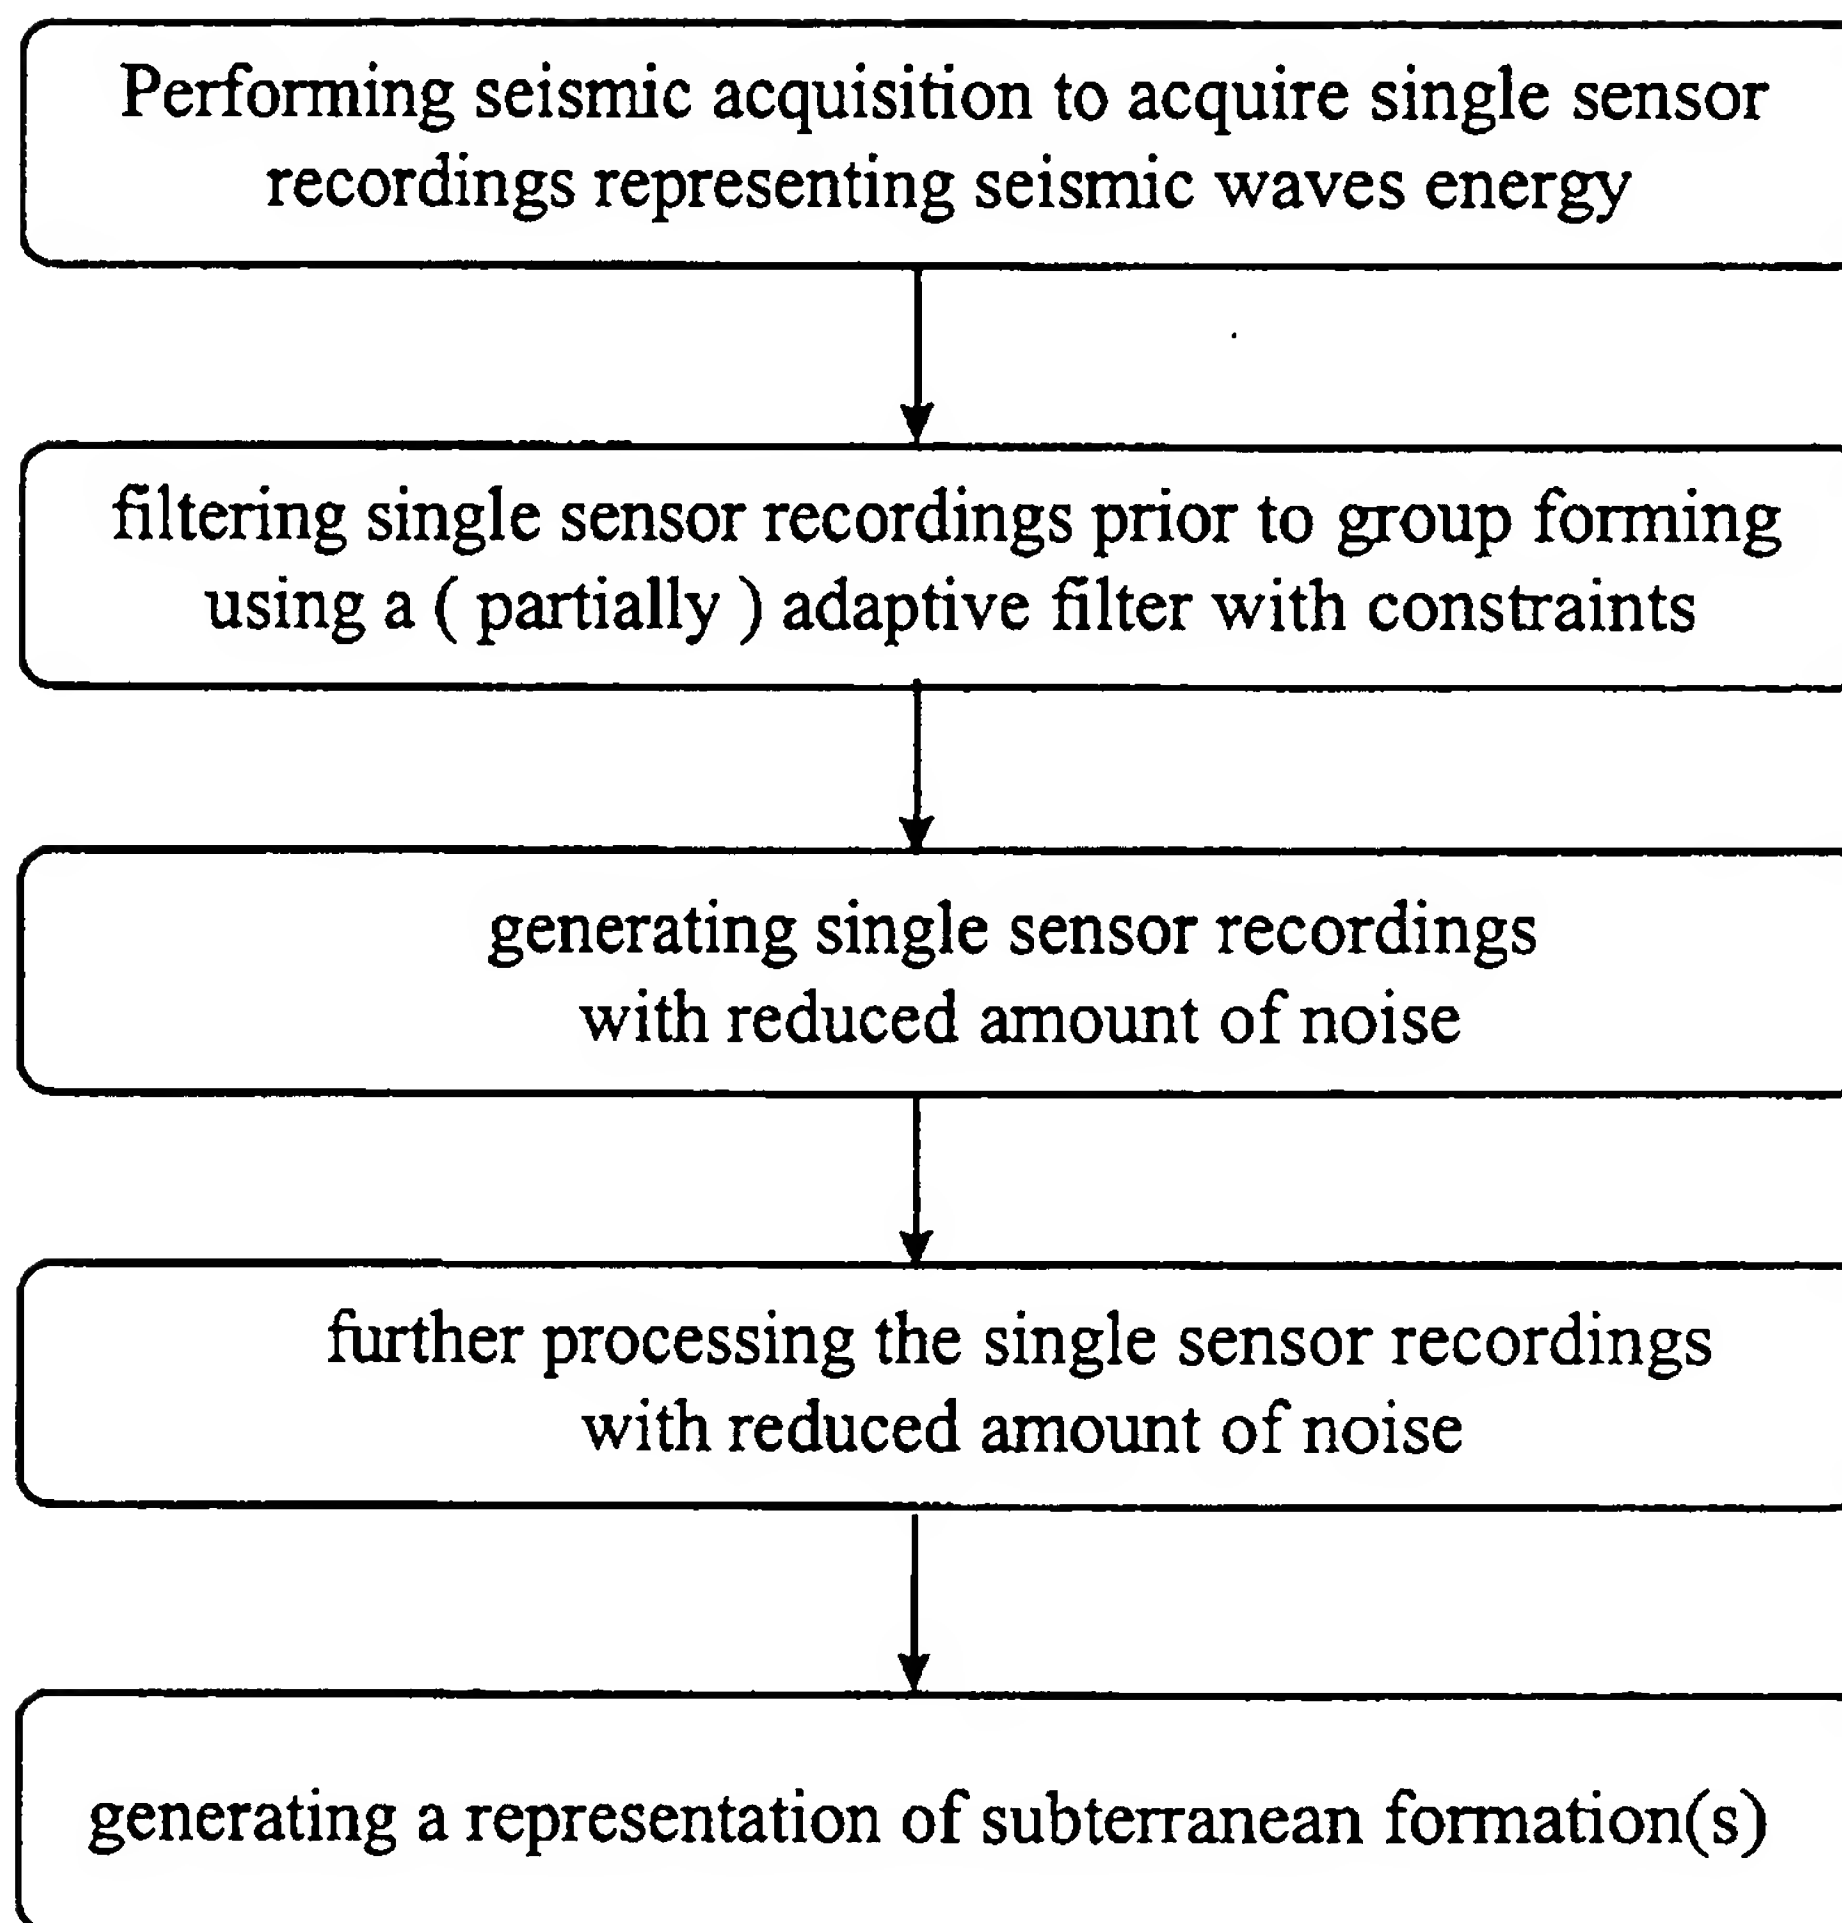 Performing seismic acquisition to acquire single sensor
recordings representing seismic waves energy
filtering single sensor recordings prior to group forming
using a ( partially ) adaptive filter with constraints
generating single sensor recordings
with reduced amount of noise
further processing the single sensor recordings
with reduced amount of noise
generating a representation of subterranean formation(s)